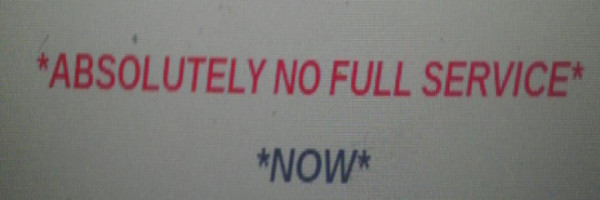 *ABSOLUTELY NO FULL SERVICE*
*NOW*